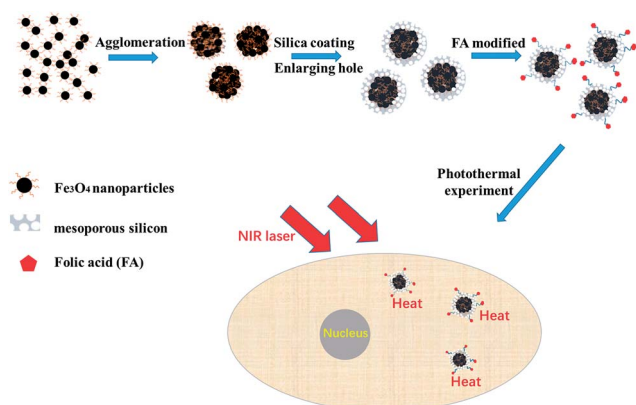 Agglomeration
Silica coating
Enlarging hole
FA modified
Photothermal
experiment
Fe3O4 nanoparticles
mesoporous silicon
Folic acid (FA)
NIR laser
Heat
Heat
Heat
Nucleus